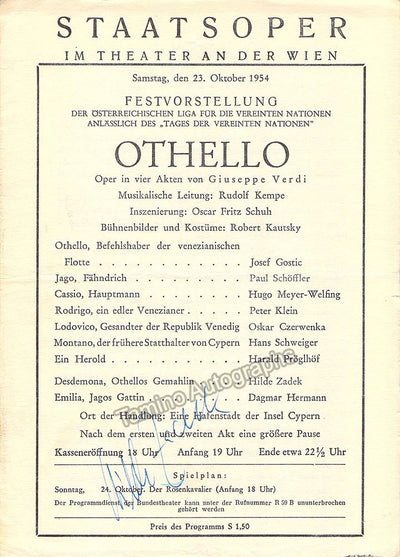 STAATSOPER
IM THEATER AN DER WIEN
Samstag, den 23. Oktober 1954
FESTVORSTELLUNG
DER ÖSTERREICHISCHEN LIGA FÜR DIE VEREINTEN NATIONEN
ANLÄSSLICH DES „TAGES DER VEREINTEN NATIONEN"
OTHELLO
Oper in vier Akten von Giuseppe Verdi
Musikalische Leitung: Rudolf Kempe
Inszenierung: Oscar Fritz Schuh
Bühnenbilder und Kostüme: Robert Kautsky
Othello, Befehlshaber der venezianischen
Flotte . . . . . . . . . . . . Josef Gostic
Jago, Fähndrich . . . . . . . . Paul Schöffler
Cassio, Hauptmann . . . . . . . Hugo Meyer-Welfing
Rodrigo, ein edler Venezianer . . . Peter Klein
Lodovico, Gesandter der Republik Venedig Oskar Czerwenka
Montano, der frühere Statthalter von Cypern Hans Schweiger
Ein Herold . . . . . . . . . . Harald Pröglhöf
Desdemona, Othellos Gemahlin . . Hilde Zadek
Emilia, Jagos Gattin . . . . . . Dagmar Hermann
Tamino Autographs
Ort der Handlung: Eine Hafenstadt der Insel Cypern
Nach dem ersten und zweiten Akt eine größere Pause
Hilde Zadek
Kasseneröffnung 18 Uhr Anfang 19 Uhr Ende etwa 22½ Uhr
Spielplan:
Sonntag, 24. Oktober. Der Rosenkavalier (Anfang 18 Uhr)
Der Programmdienst der Bundestheater kann unter der Rufnummer R 50 B ununterbrochen
gehört werden
Preis des Programms S 1,50